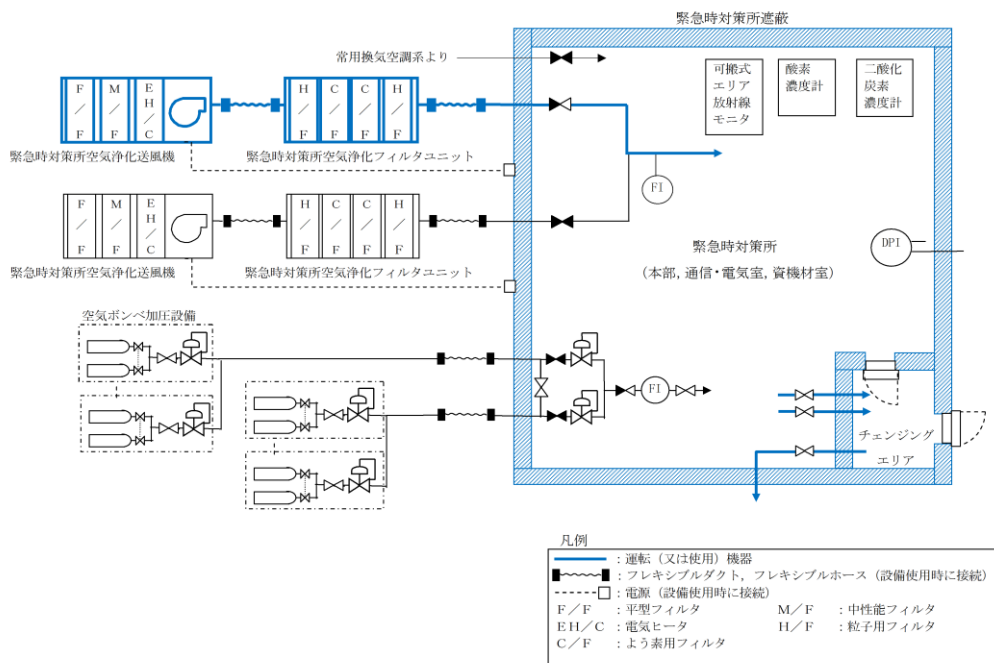 緊急時対策所遮蔽
常用換気空調系より
可搬式
エリア
放射線
モニタ
酸素
濃度計
二酸化
炭素
濃度計
F/F
M/F
EH/C
H/F
C/F
C/F
H/F
緊急時対策所空気浄化送風機
緊急時対策所空気浄化フィルタユニット
FI
F/F
M/F
EH/C
H/F
C/F
C/F
H/F
緊急時対策所空気浄化送風機
緊急時対策所空気浄化フィルタユニット
緊急時対策所
(本部,通信・電気室,資機材室)
DPI
空気ボンベ加圧設備
FI
チェンジング
エリア
凡例
:運転(又は使用)機器
:フレキシブルダクト,フレキシブルホース(設備使用時に接続)
:電源(設備使用時に接続)
F/F :平型フィルタ M/F :中性能フィルタ
EH/C :電気ヒータ H/F :粒子用フィルタ
C/F :よう素用フィルタ